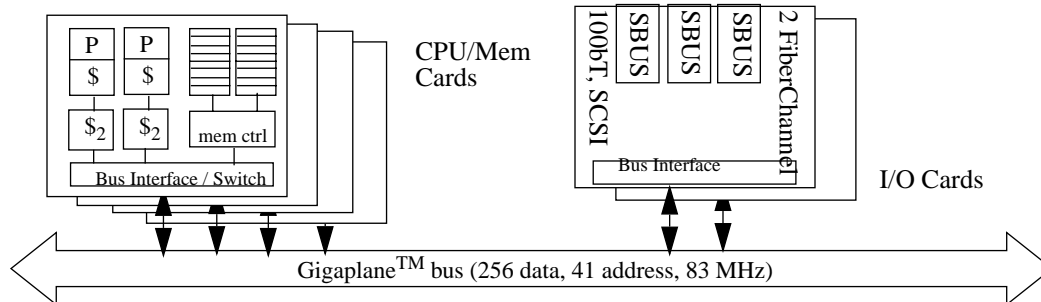 P P
$ $
$2 $2
mem ctrl
Bus Interface / Switch
CPU/Mem
Cards
100bT, SCSI
SBUS
SBUS
SBUS
2 FiberChannel
Bus Interface
I/O Cards
Gigaplane™ bus (256 data, 41 address, 83 MHz)